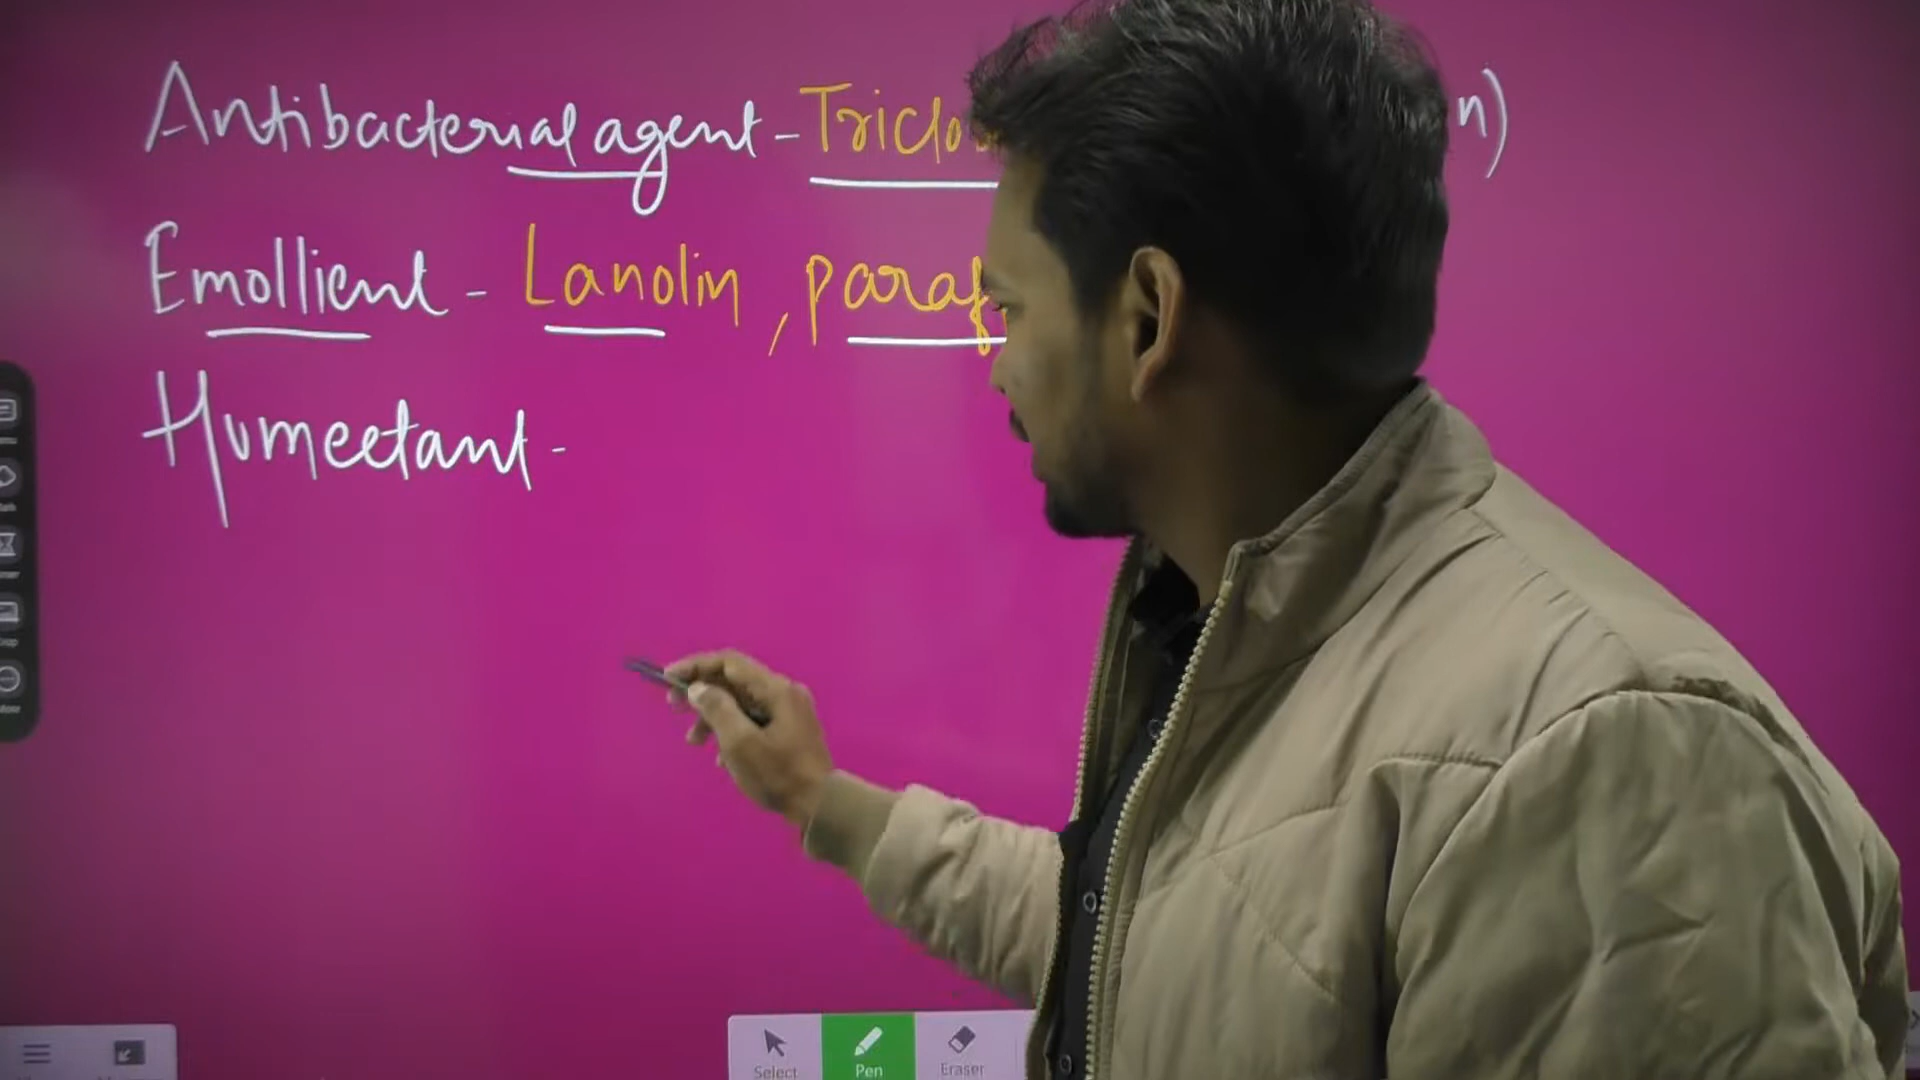 Antibacterial agent - Triclo n)
Emollient - Lanolin, paraf
Humectant -
Select Pen Eraser